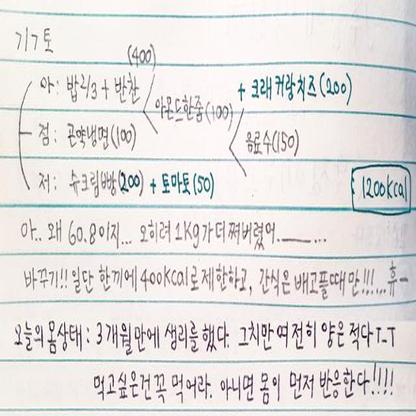 기기토
(400)
아: 밥 2/3 + 반찬
아몬드한줌(100)
+ 크래커랑치즈(200)
점: 곤약냉면(100)
음료수(150)
저: 슈크림빵(200) + 토마토(50)
1200kcal
아.. 왜 60.8이지... 오히려 1kg가 더 쪄버렸어......
바꾸기!! 일단 한끼에 400kcal로 제한하고, 간식은 배고플때만!!!...휴-
오늘의 몸상태: 3개월만에 생리를 했다. 그치만 여전히 양은 적다ㅜ_ㅜ
먹고싶은건 꼭 먹어라. 아니면 몸이 먼저 반응한다!!!!